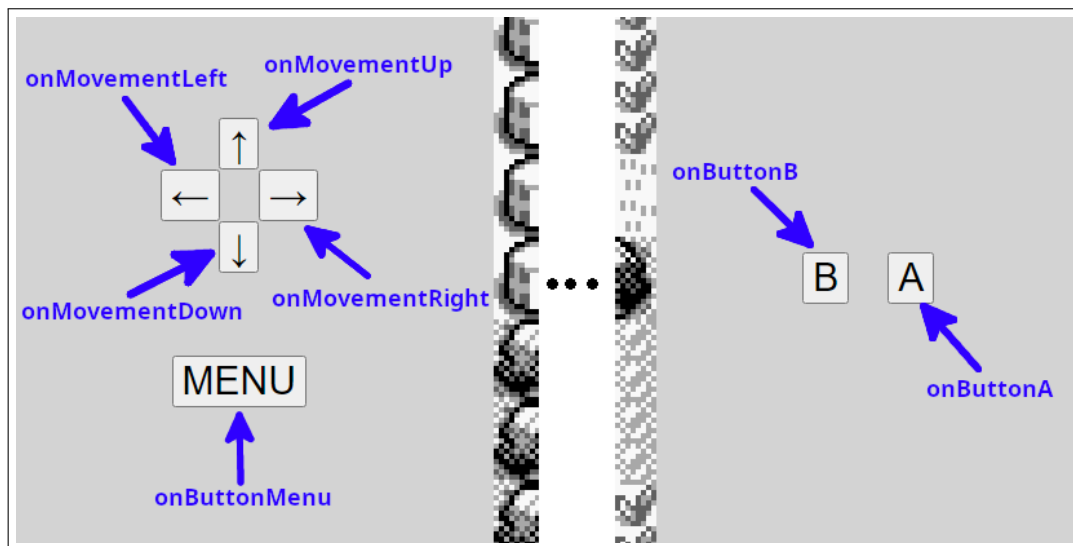 onMovementUp
onMovementLeft
↑
← →
↓
onMovementRight
onMovementDown
MENU
onButtonMenu
...
onButtonB
B A
onButtonA